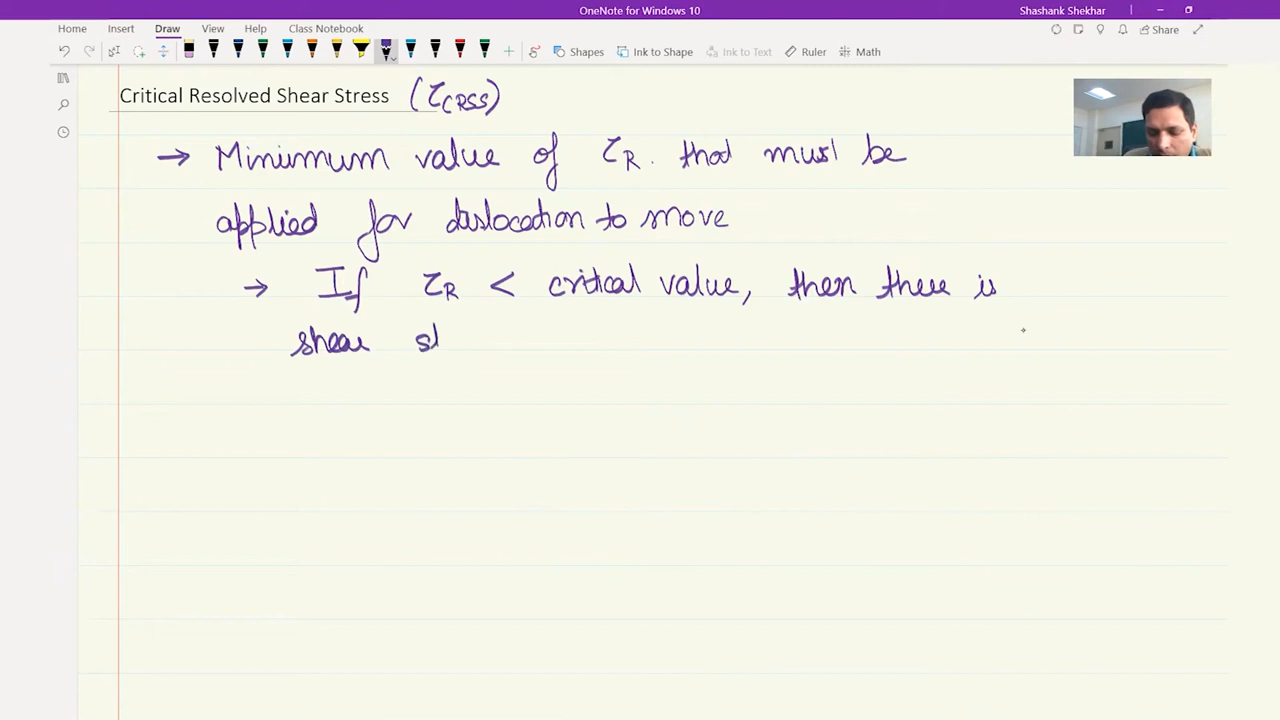 OneNote for Windows 10
Shashank Shekhar
Home Insert Draw View Help Class Notebook
Share
Shapes Ink to Shape Ink to Text Ruler Math
Critical Resolved Shear Stress (τCRSS)
→ Minimum value of τR. that must be
applied for dislocation to move
→ If τR < critical value, then there is
shear st